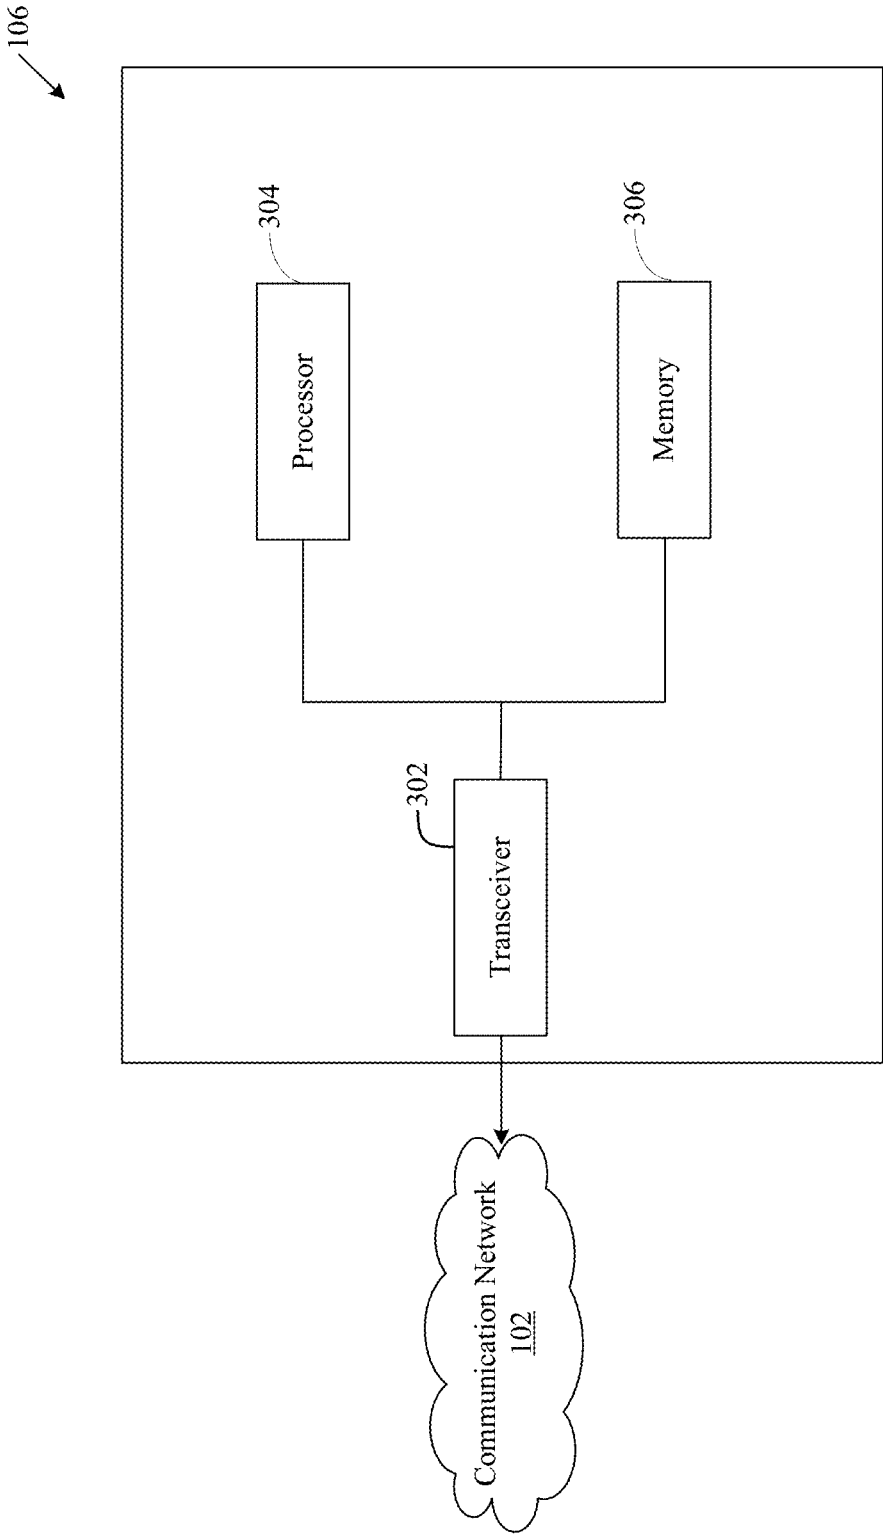 106
304
Processor
306
Memory
302
Transceiver
Communication Network
102